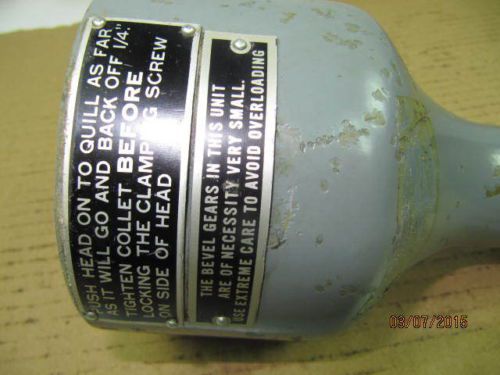 PUSH HEAD ON TO QUILL AS FAR
AS IT WILL GO AND BACK OFF 1/4".
TIGHTEN COLLET BEFORE
LOCKING THE CLAMPING SCREW
ON SIDE OF HEAD
THE BEVEL GEARS IN THIS UNIT
ARE OF NECESSITY VERY SMALL.
USE EXTREME CARE TO AVOID OVERLOADING
03/07/2015